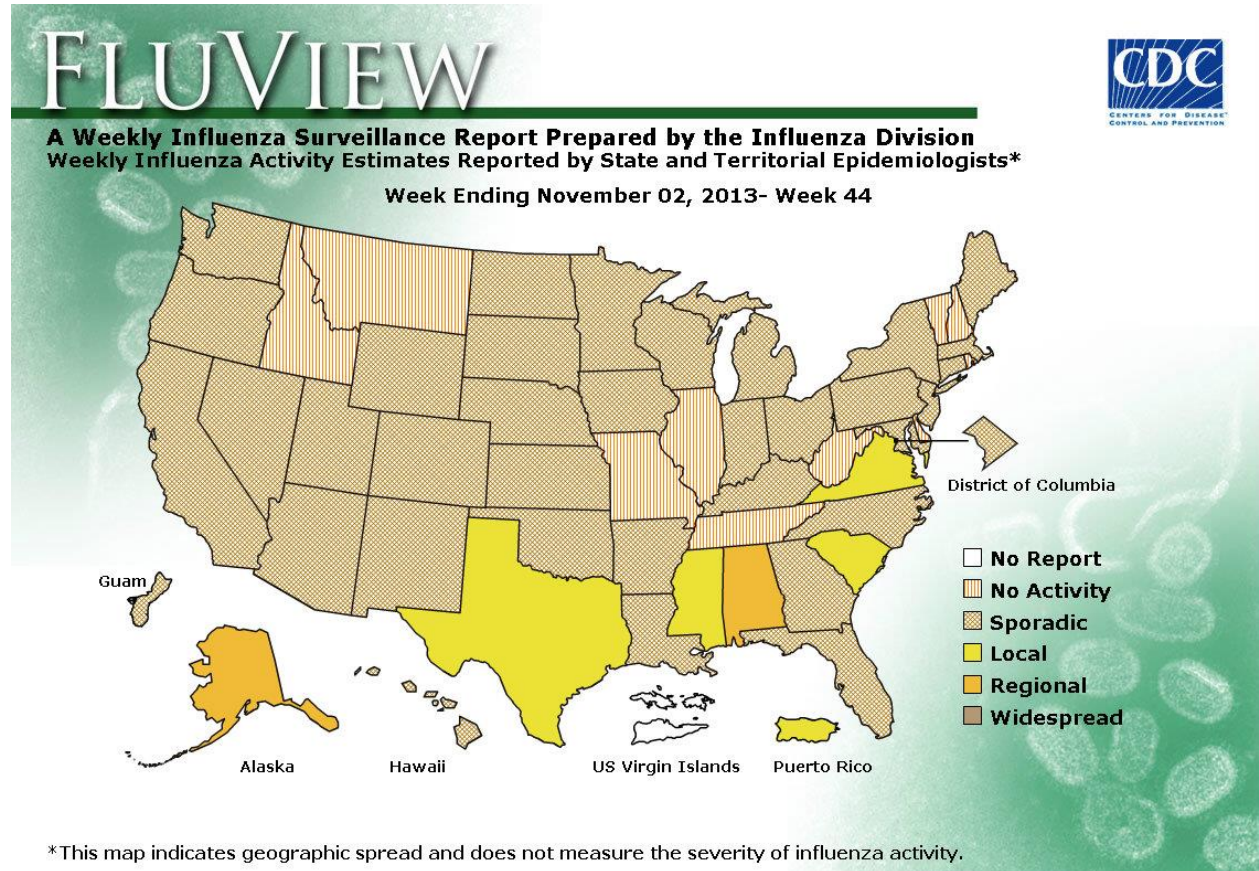 FLUVIEW
CDC
CENTERS FOR DISEASE
CONTROL AND PREVENTION
A Weekly Influenza Surveillance Report Prepared by the Influenza Division
Weekly Influenza Activity Estimates Reported by State and Territorial Epidemiologists*
Week Ending November 02, 2013- Week 44
District of Columbia
Guam
No Report
No Activity
Sporadic
Local
Regional
Widespread
Alaska
Hawaii
US Virgin Islands
Puerto Rico
*This map indicates geographic spread and does not measure the severity of influenza activity.